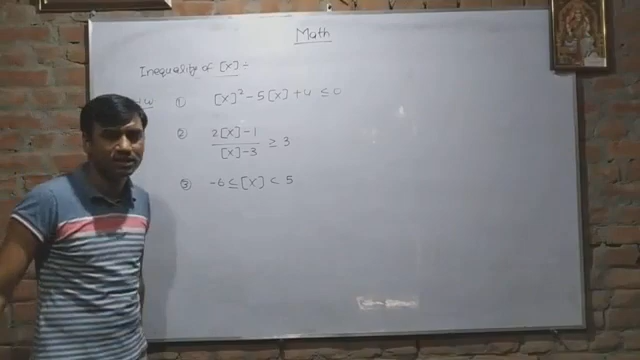 Math
Inequality of [x] ÷
① [x]² - 5[x] + 4 ≤ 0
② 2[x] - 1 / [x] - 3 ≥ 3
③ -6 ≤ [x] < 5